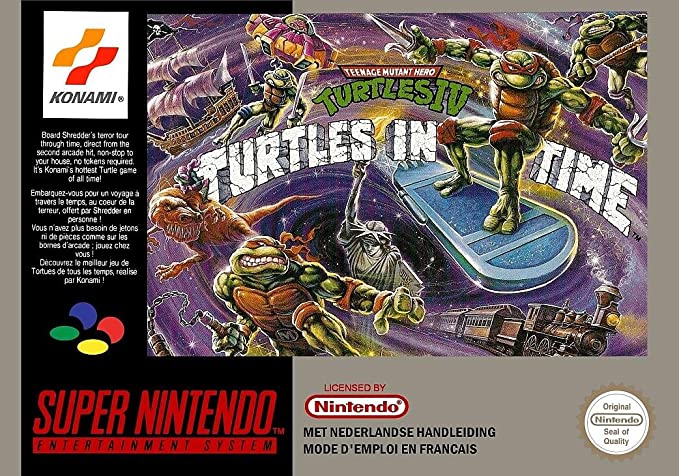 KONAMI®
Board Shredder's terror tour
through time, direct from the
second arcade hit, non-stop to
your house, no tokens required.
It's Konami's hottest Turtle game
of all time!
Embarquez-vous pour un voyage à
travers le temps, au coeur de la
terreur, offert par Shredder en
personne !
Vous n'avez plus besoin de jetons
ni de pièces comme sur les
bornes d'arcade ; jouez chez
vous !
Découvrez le meilleur jeu de
Tortues de tous les temps, réalise
par Konami !
TEENAGE MUTANT HERO
TURTLES IV
TURTLES IN
TIME™
SUPER NINTENDO™
ENTERTAINMENT SYSTEM
LICENSED BY
Nintendo®
MET NEDERLANDSE HANDLEIDING
MODE D'EMPLOI EN FRANCAIS
Original
Nintendo
Seal of
Quality